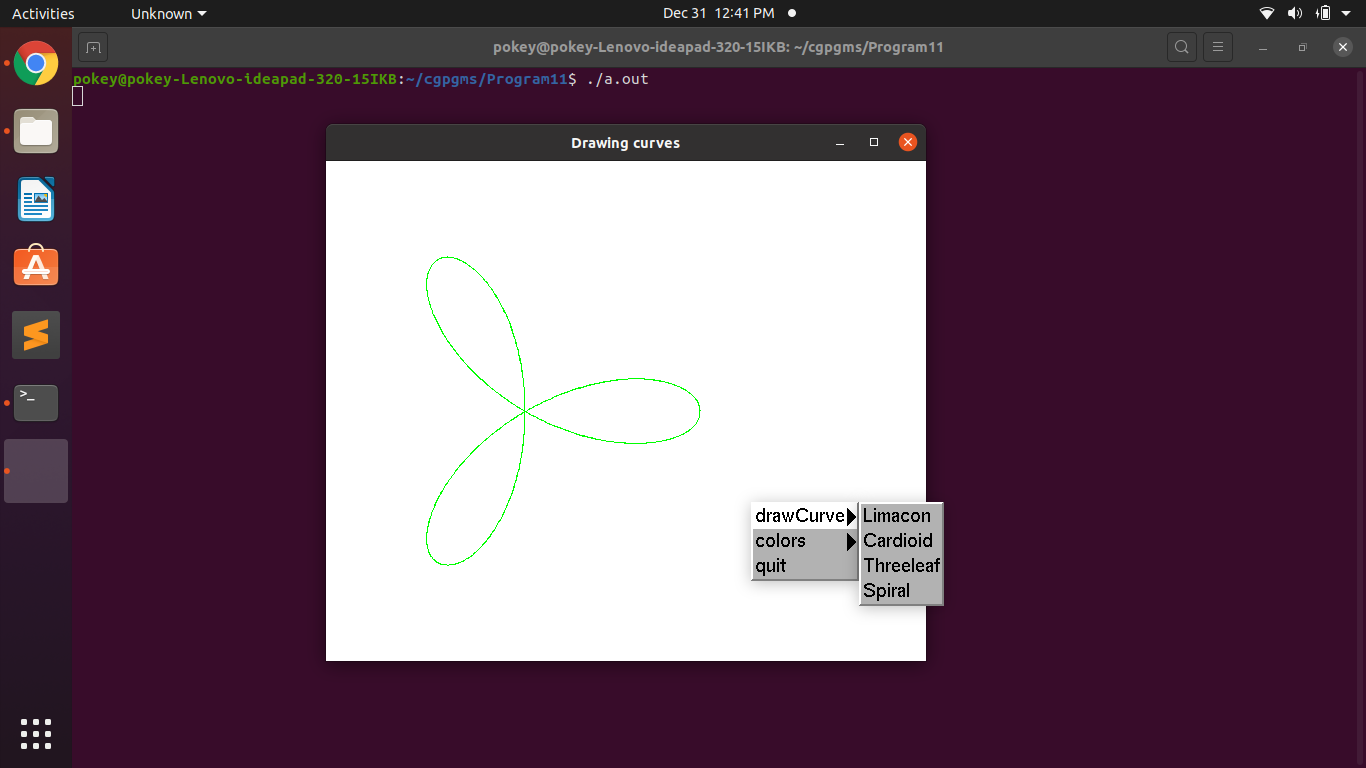 Activities Unknown Dec 31 12:41 PM
pokey@pokey-Lenovo-ideapad-320-15IKB: ~/cgpgms/Program11
pokey@pokey-Lenovo-ideapad-320-15IKB:~/cgpgms/Program11$ ./a.out
Drawing curves
drawCurve
colors
quit
Limacon
Cardioid
Threeleaf
Spiral
>_